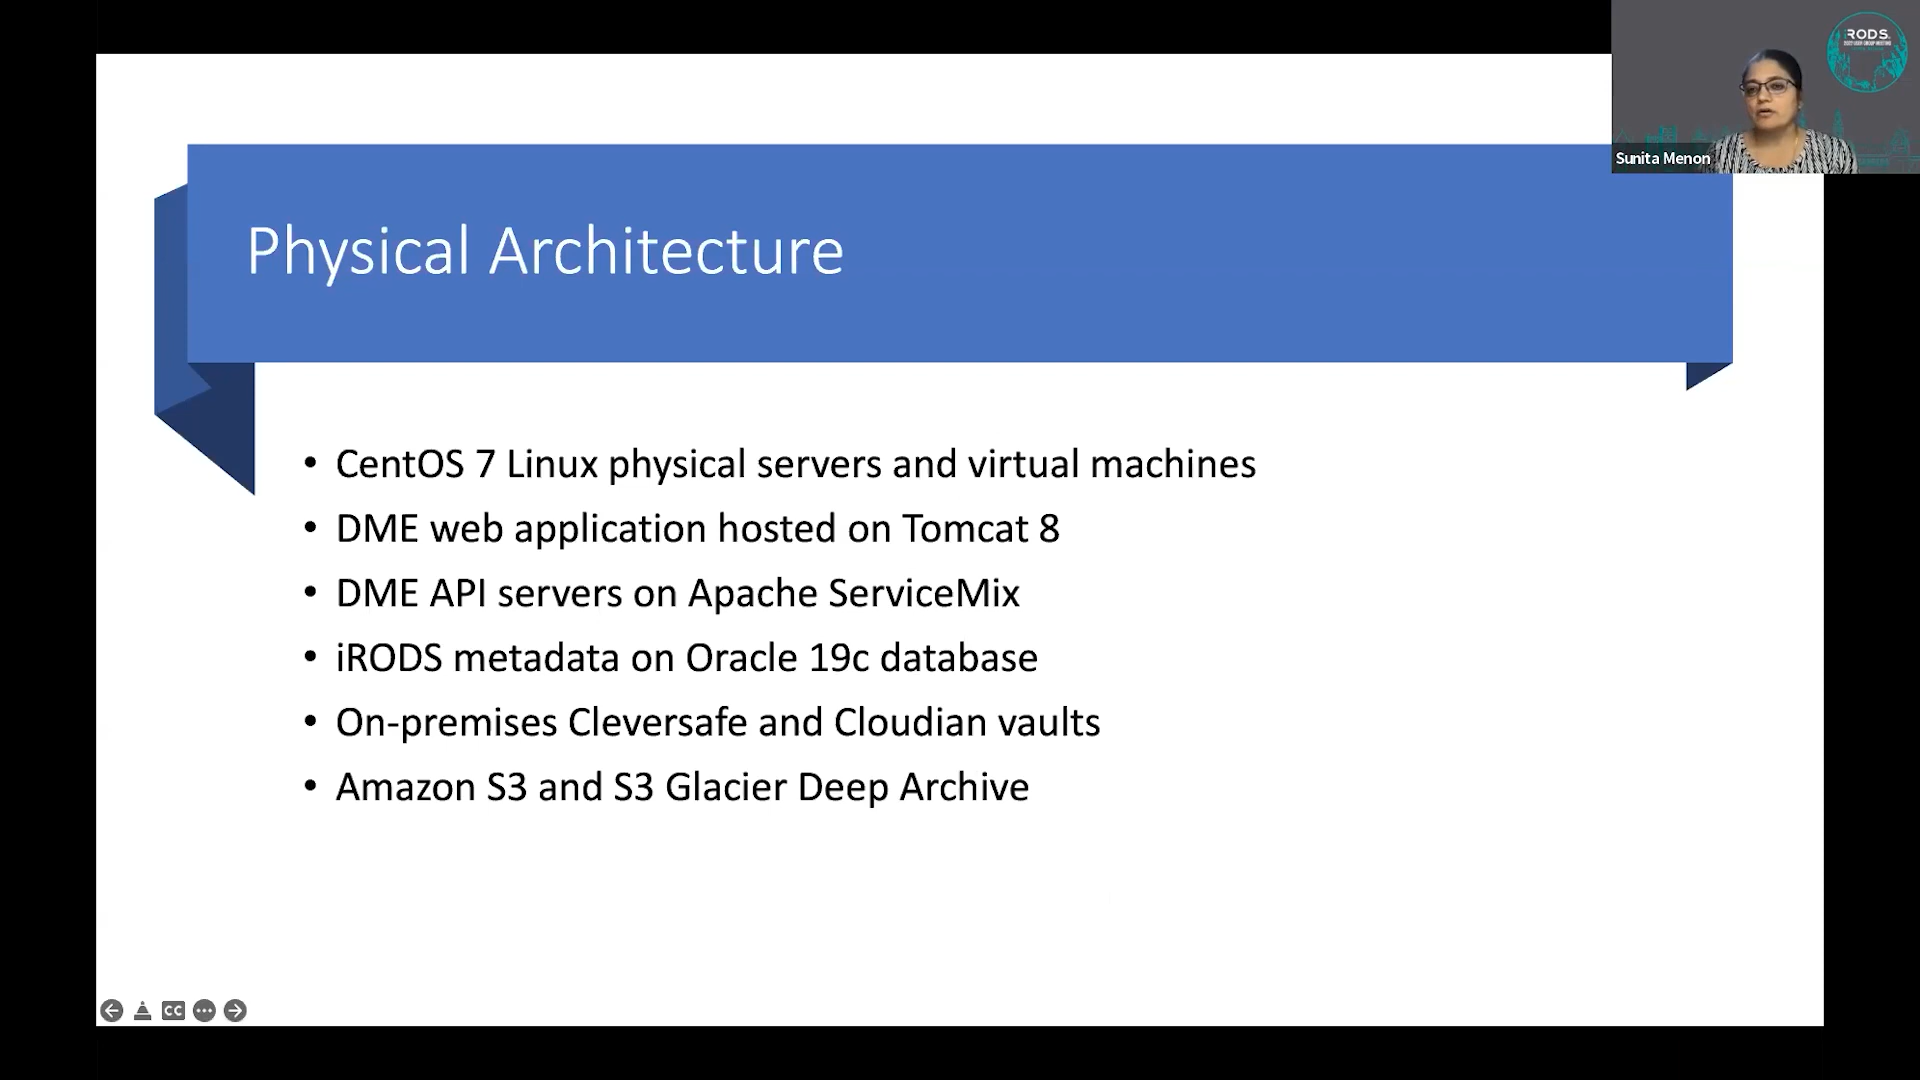 RODS
Sunita Menon
Physical Architecture
• CentOS 7 Linux physical servers and virtual machines
• DME web application hosted on Tomcat 8
• DME API servers on Apache ServiceMix
• iRODS metadata on Oracle 19c database
• On-premises Cleversafe and Cloudian vaults
• Amazon S3 and S3 Glacier Deep Archive
CC